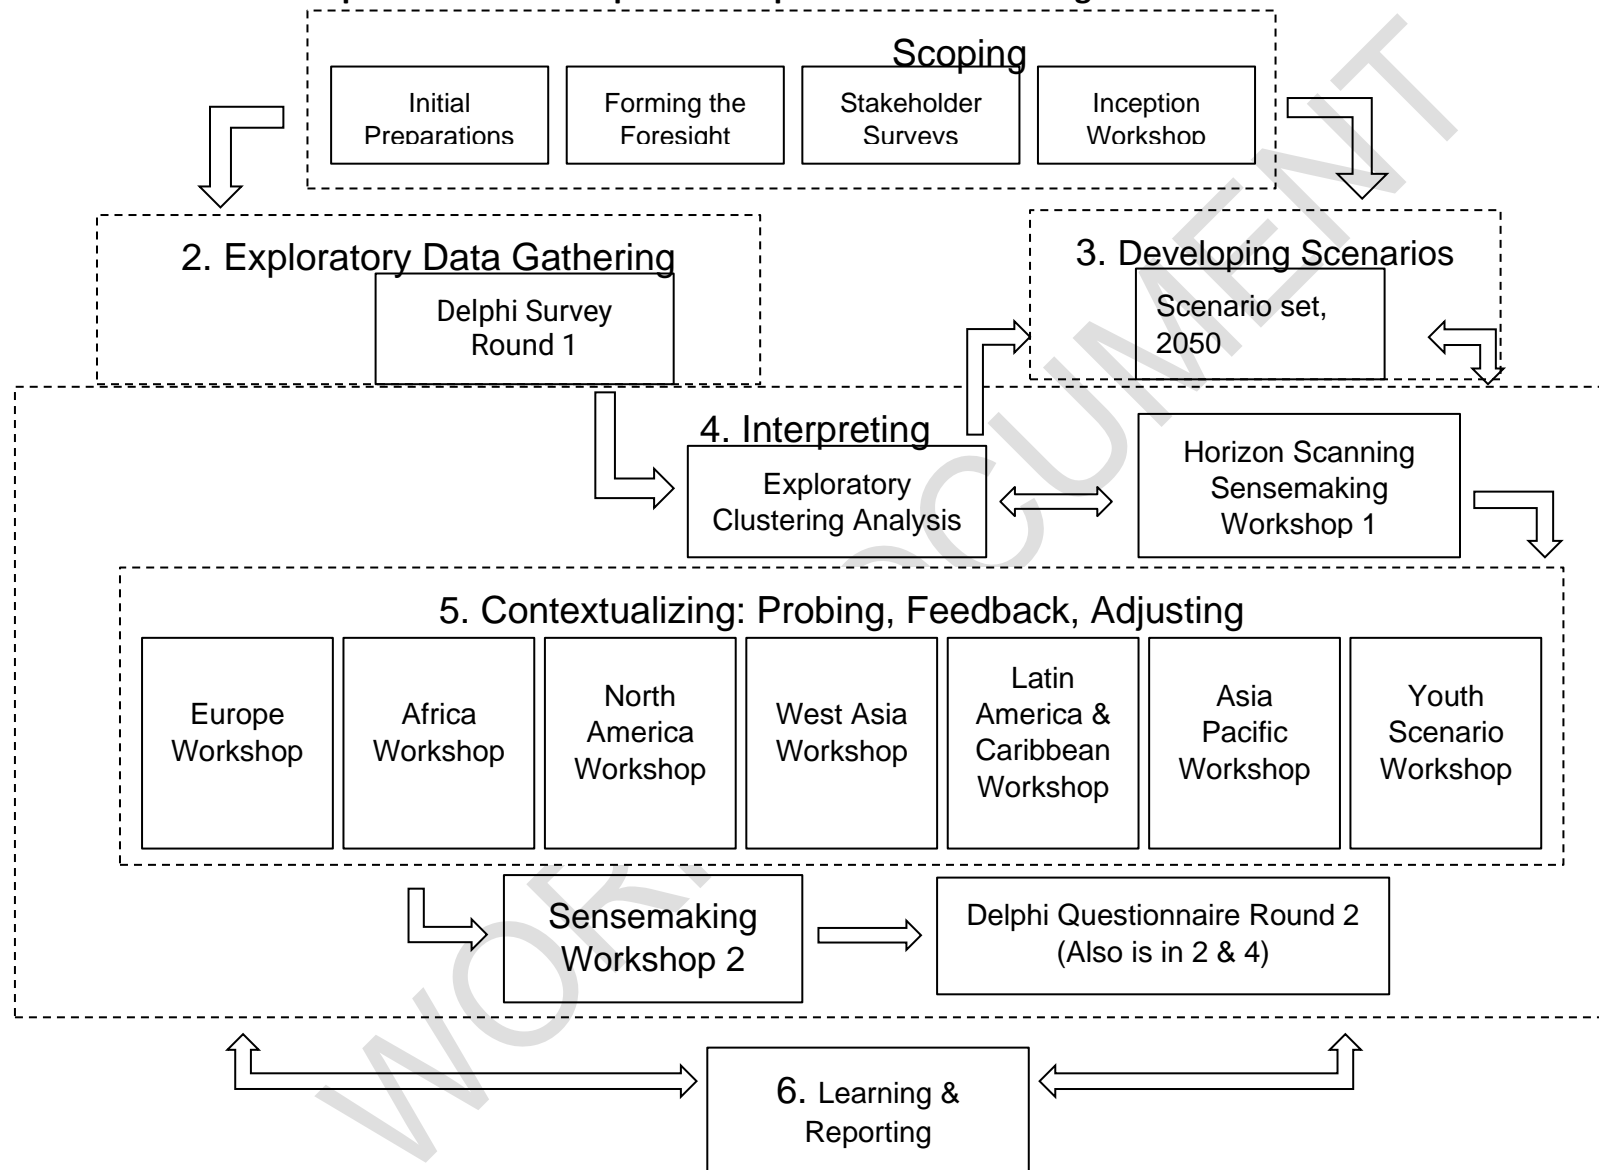 Scoping
Initial
Preparations
Forming the
Foresight
Stakeholder
Surveys
Inception
Workshop
2. Exploratory Data Gathering
Delphi Survey
Round 1
3. Developing Scenarios
Scenario set,
2050
4. Interpreting
Exploratory
Clustering Analysis
Horizon Scanning
Sensemaking
Workshop 1
5. Contextualizing: Probing, Feedback, Adjusting
Europe
Workshop
Africa
Workshop
North
America
Workshop
West Asia
Workshop
Latin
America &
Caribbean
Workshop
Asia
Pacific
Workshop
Youth
Scenario
Workshop
Sensemaking
Workshop 2
Delphi Questionnaire Round 2
(Also is in 2 & 4)
6. Learning &
Reporting